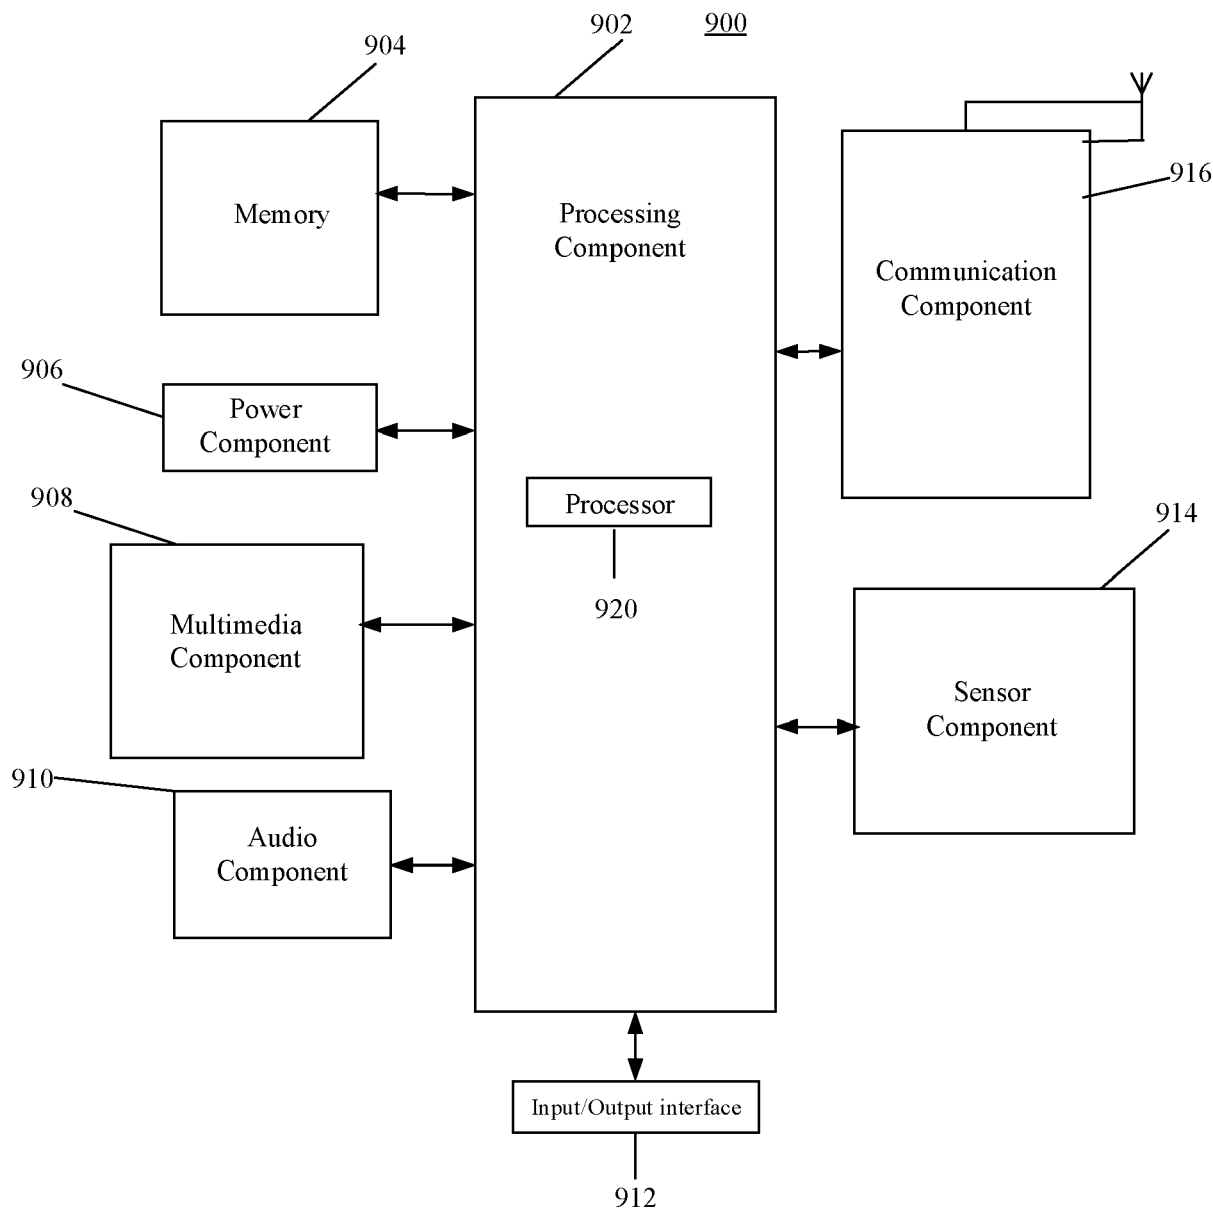 900
902
904
Memory
Processing
Component
916
Communication
Component
906
Power
Component
908
Processor
920
914
Multimedia
Component
Sensor
Component
910
Audio
Component
Input/Output interface
912